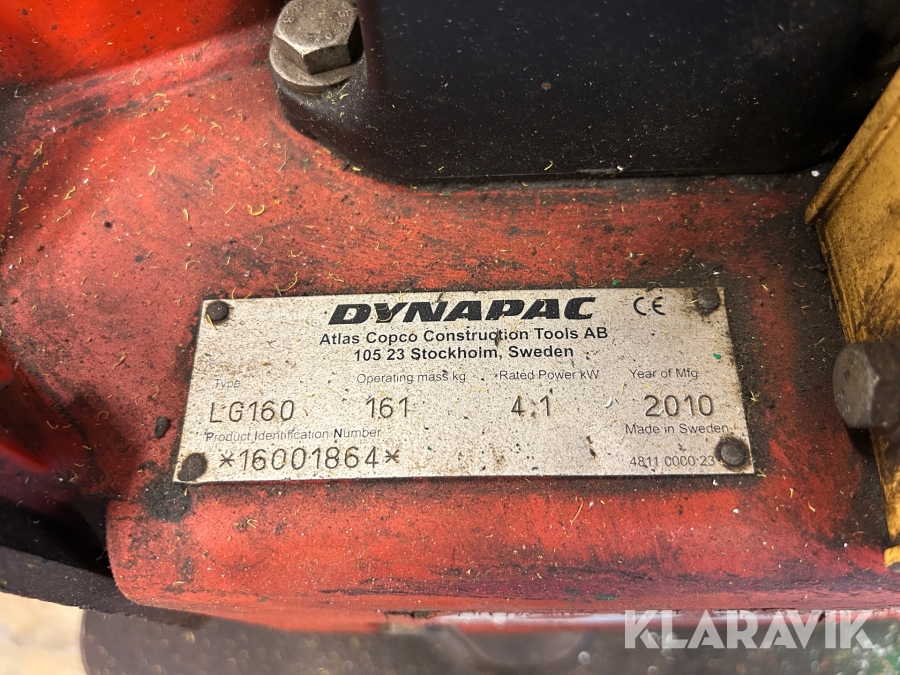 DYNAPAC CE
Atlas Copco Construction Tools AB
105 23 Stockholm, Sweden
Type Operating mass kg Rated Power kW Year of Mfg
LG160 161 4.1 2010
Product Identification Number Made in Sweden
*16001864* 4811 0000 23
KLARAVIK